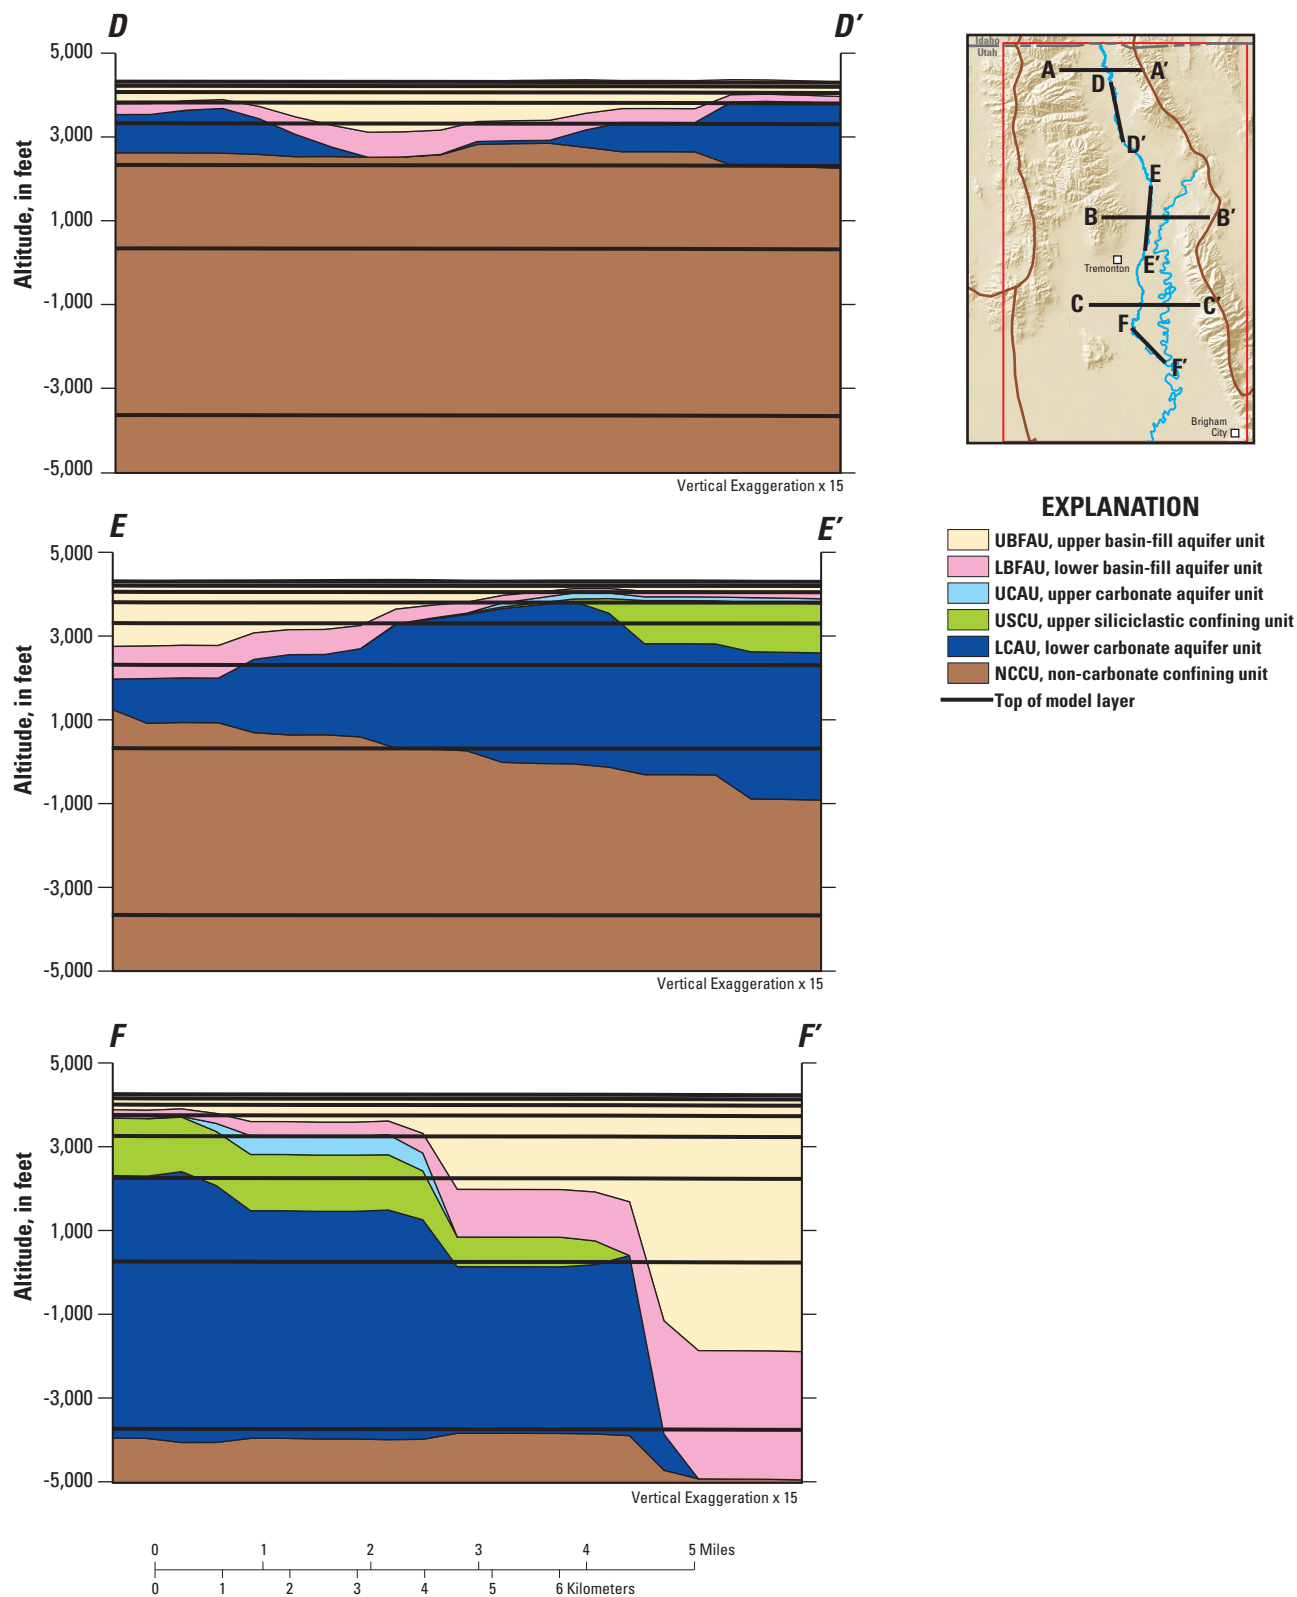 D
D′
5,000
3,000
1,000
-1,000
-3,000
-5,000
Altitude, in feet
Vertical Exaggeration x 15
E
E′
5,000
3,000
1,000
-1,000
-3,000
-5,000
Altitude, in feet
Vertical Exaggeration x 15
F
F′
5,000
3,000
1,000
-1,000
-3,000
-5,000
Altitude, in feet
Vertical Exaggeration x 15
0 1 2 3 4 5 Miles
0 1 2 3 4 5 6 Kilometers
Idaho
Utah
A
A′
D
D′
E
B
B′
E′
Tremonton
C
C′
F
F′
Brigham
City
EXPLANATION
UBFAU, upper basin-fill aquifer unit
LBFAU, lower basin-fill aquifer unit
UCAU, upper carbonate aquifer unit
USCU, upper siliciclastic confining unit
LCAU, lower carbonate aquifer unit
NCCU, non-carbonate confining unit
Top of model layer